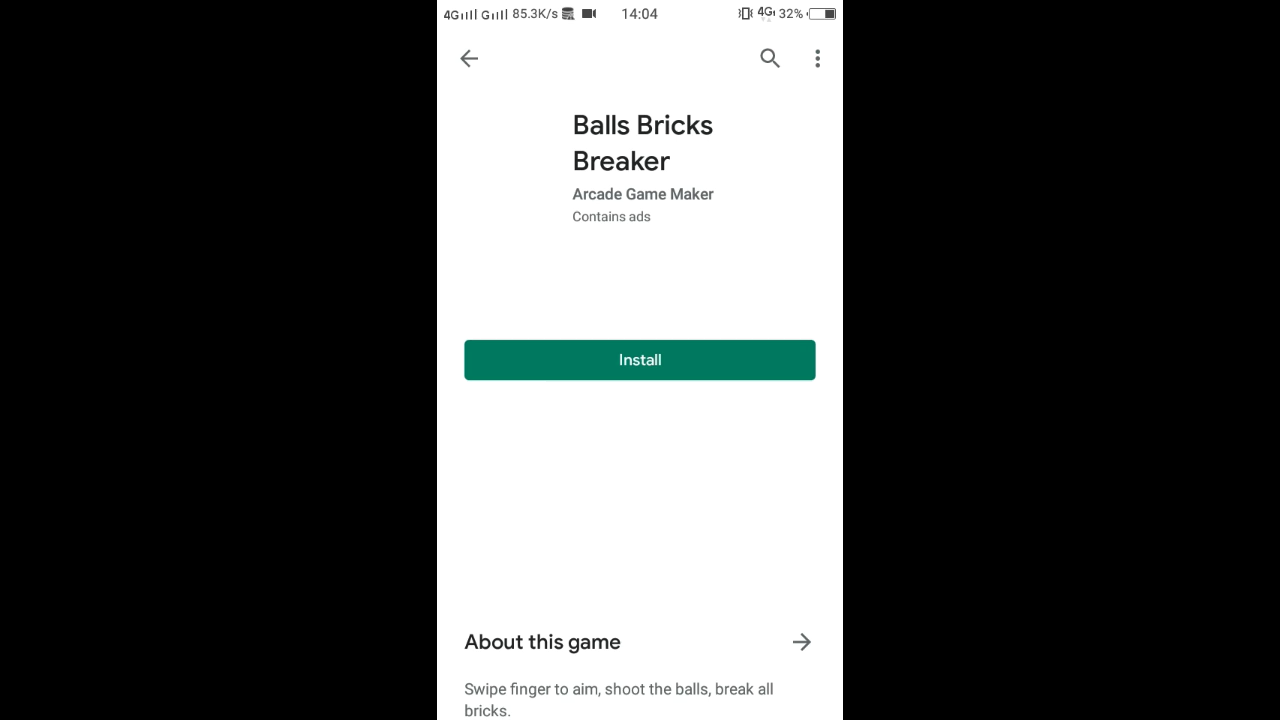 4G G 85.3K/s 14:04 4G 32%
Balls Bricks
Breaker
Arcade Game Maker
Contains ads
Install
About this game
Swipe finger to aim, shoot the balls, break all
bricks.